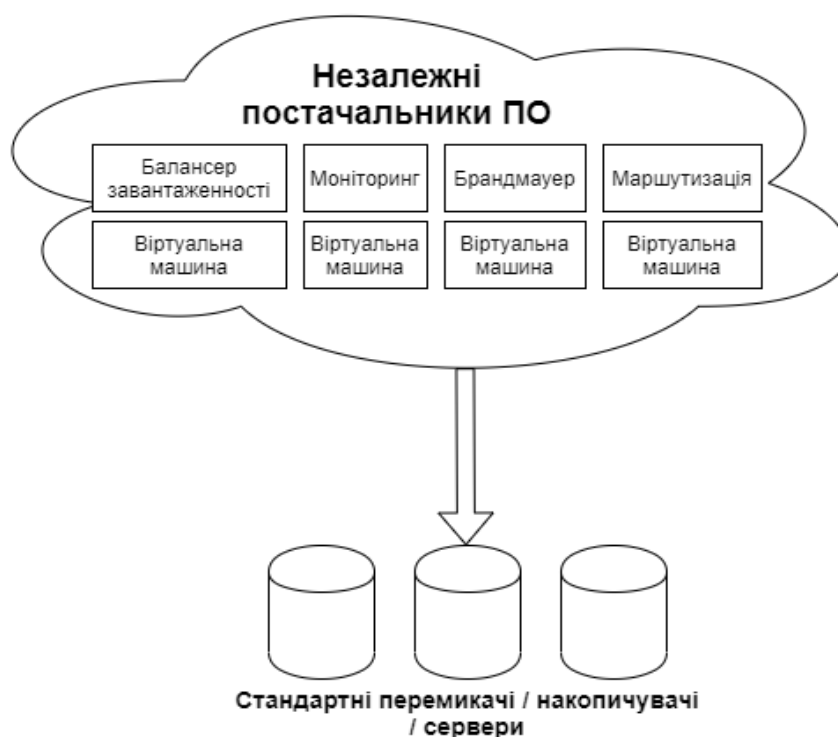 Незалежні
постачальники ПО
Балансер
завантаженності
Моніторинг
Брандмауер
Маршутизація
Віртуальна
машина
Віртуальна
машина
Віртуальна
машина
Віртуальна
машина
Стандартні перемикачі / накопичувачі
/ сервери